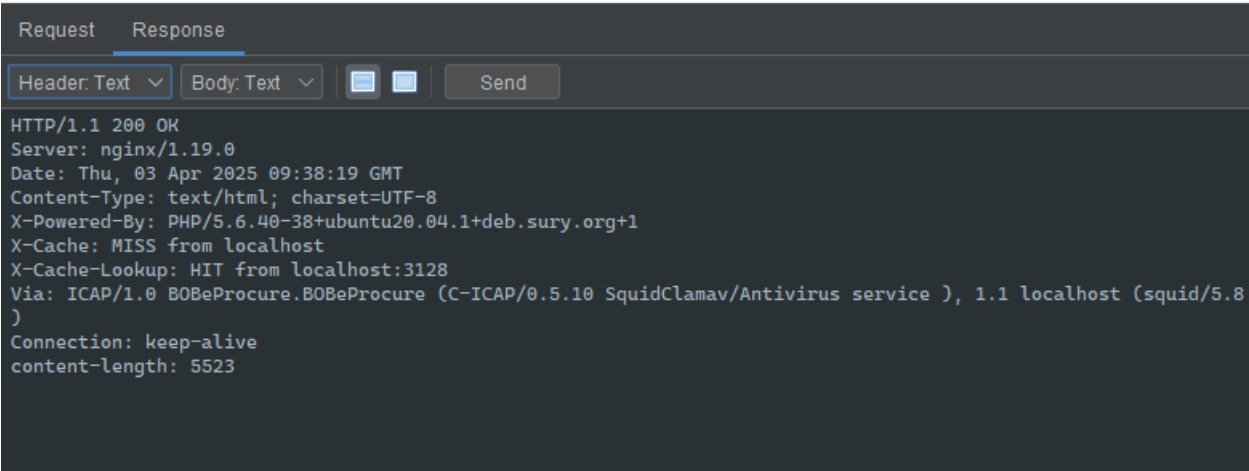 Request Response
Header: Text Body: Text Send
HTTP/1.1 200 OK
Server: nginx/1.19.0
Date: Thu, 03 Apr 2025 09:38:19 GMT
Content-Type: text/html; charset=UTF-8
X-Powered-By: PHP/5.6.40-38+ubuntu20.04.1+deb.sury.org+1
X-Cache: MISS from localhost
X-Cache-Lookup: HIT from localhost:3128
Via: ICAP/1.0 BOBeProcure.BOBeProcure (C-ICAP/0.5.10 SquidClamav/Antivirus service ), 1.1 localhost (squid/5.8
)
Connection: keep-alive
content-length: 5523